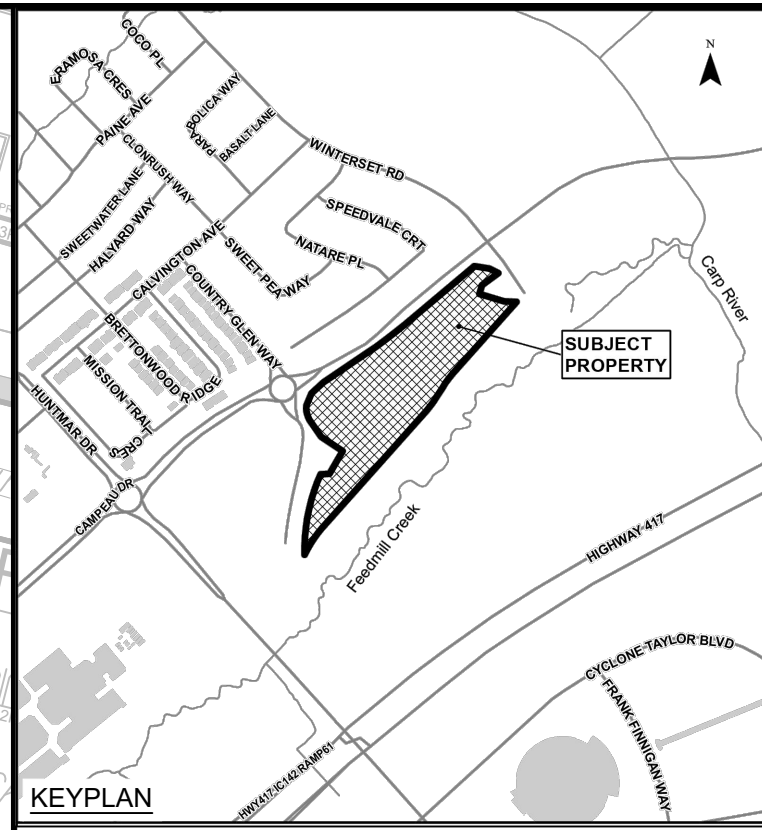 N
COCO PL
ERAMOSA CRES
PAINE AVE
PARABOLICA WAY
BASALT LANE
CLONRUSH WAY
WINTERSET RD
SWEETWATER LANE
HALYARD WAY
SPEEDVALE CRT
NATARE PL
CALVINGTON AVE
SWEET PEA WAY
COUNTRY GLEN WAY
Carp River
BRETTONWOOD RIDGE
SUBJECT
PROPERTY
MISSION TRAIL CRES
HUNTMAR DR
CAMPEAU DR
Feedmill Creek
HIGHWAY 417
CYCLONE TAYLOR BLVD
FRANK FINNIGAN WAY
HWY417 IC142 RAMP61
KEYPLAN